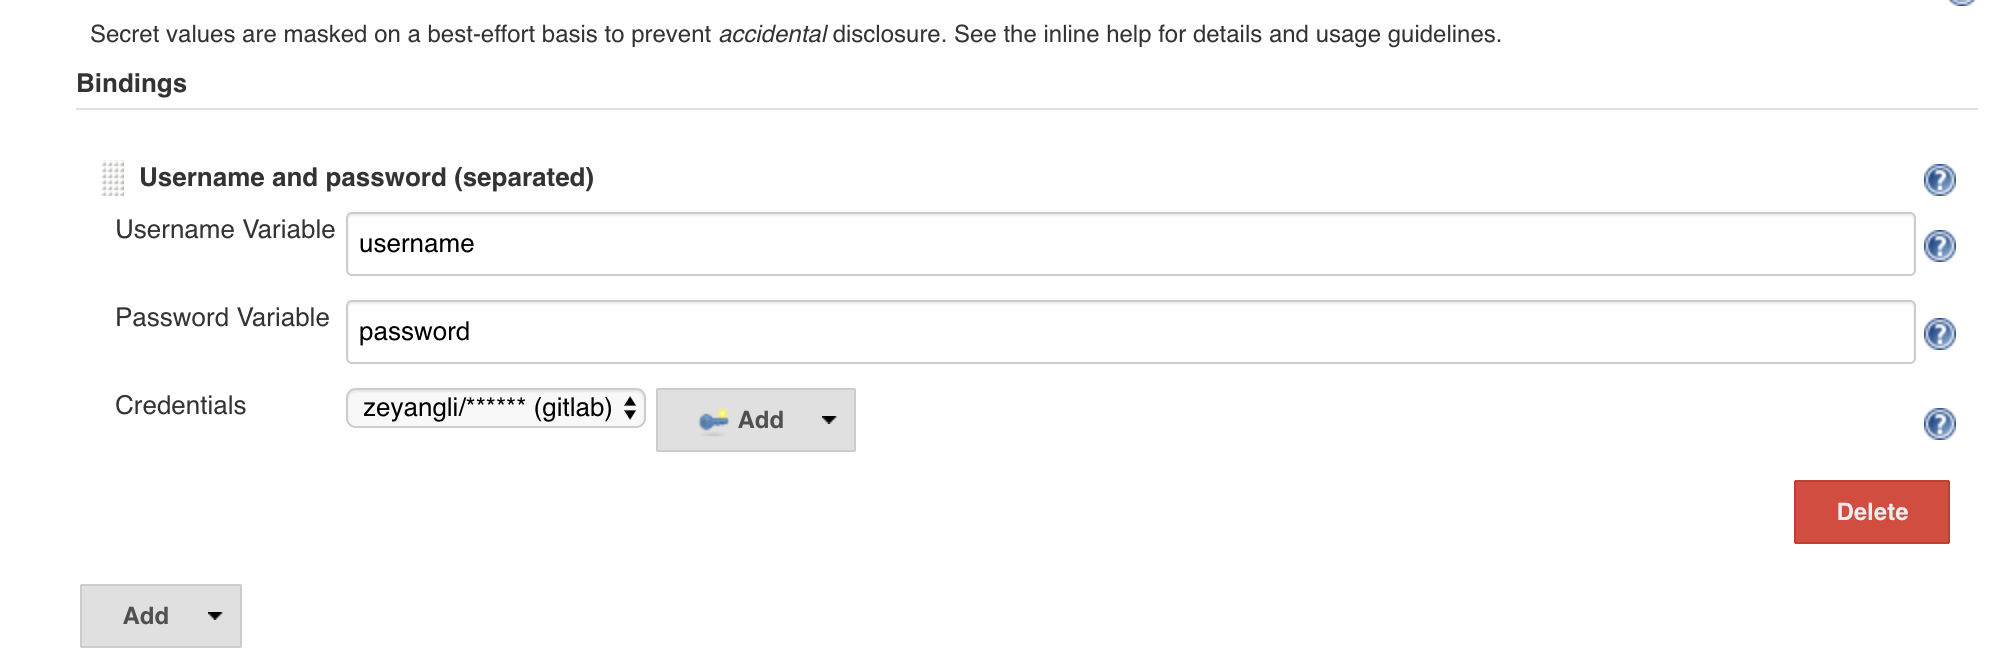 Secret values are masked on a best-effort basis to prevent accidental disclosure. See the inline help for details and usage guidelines.
Bindings
Username and password (separated)
Username Variable username
Password Variable password
Credentials zeyangli/****** (gitlab) Add
Delete
Add